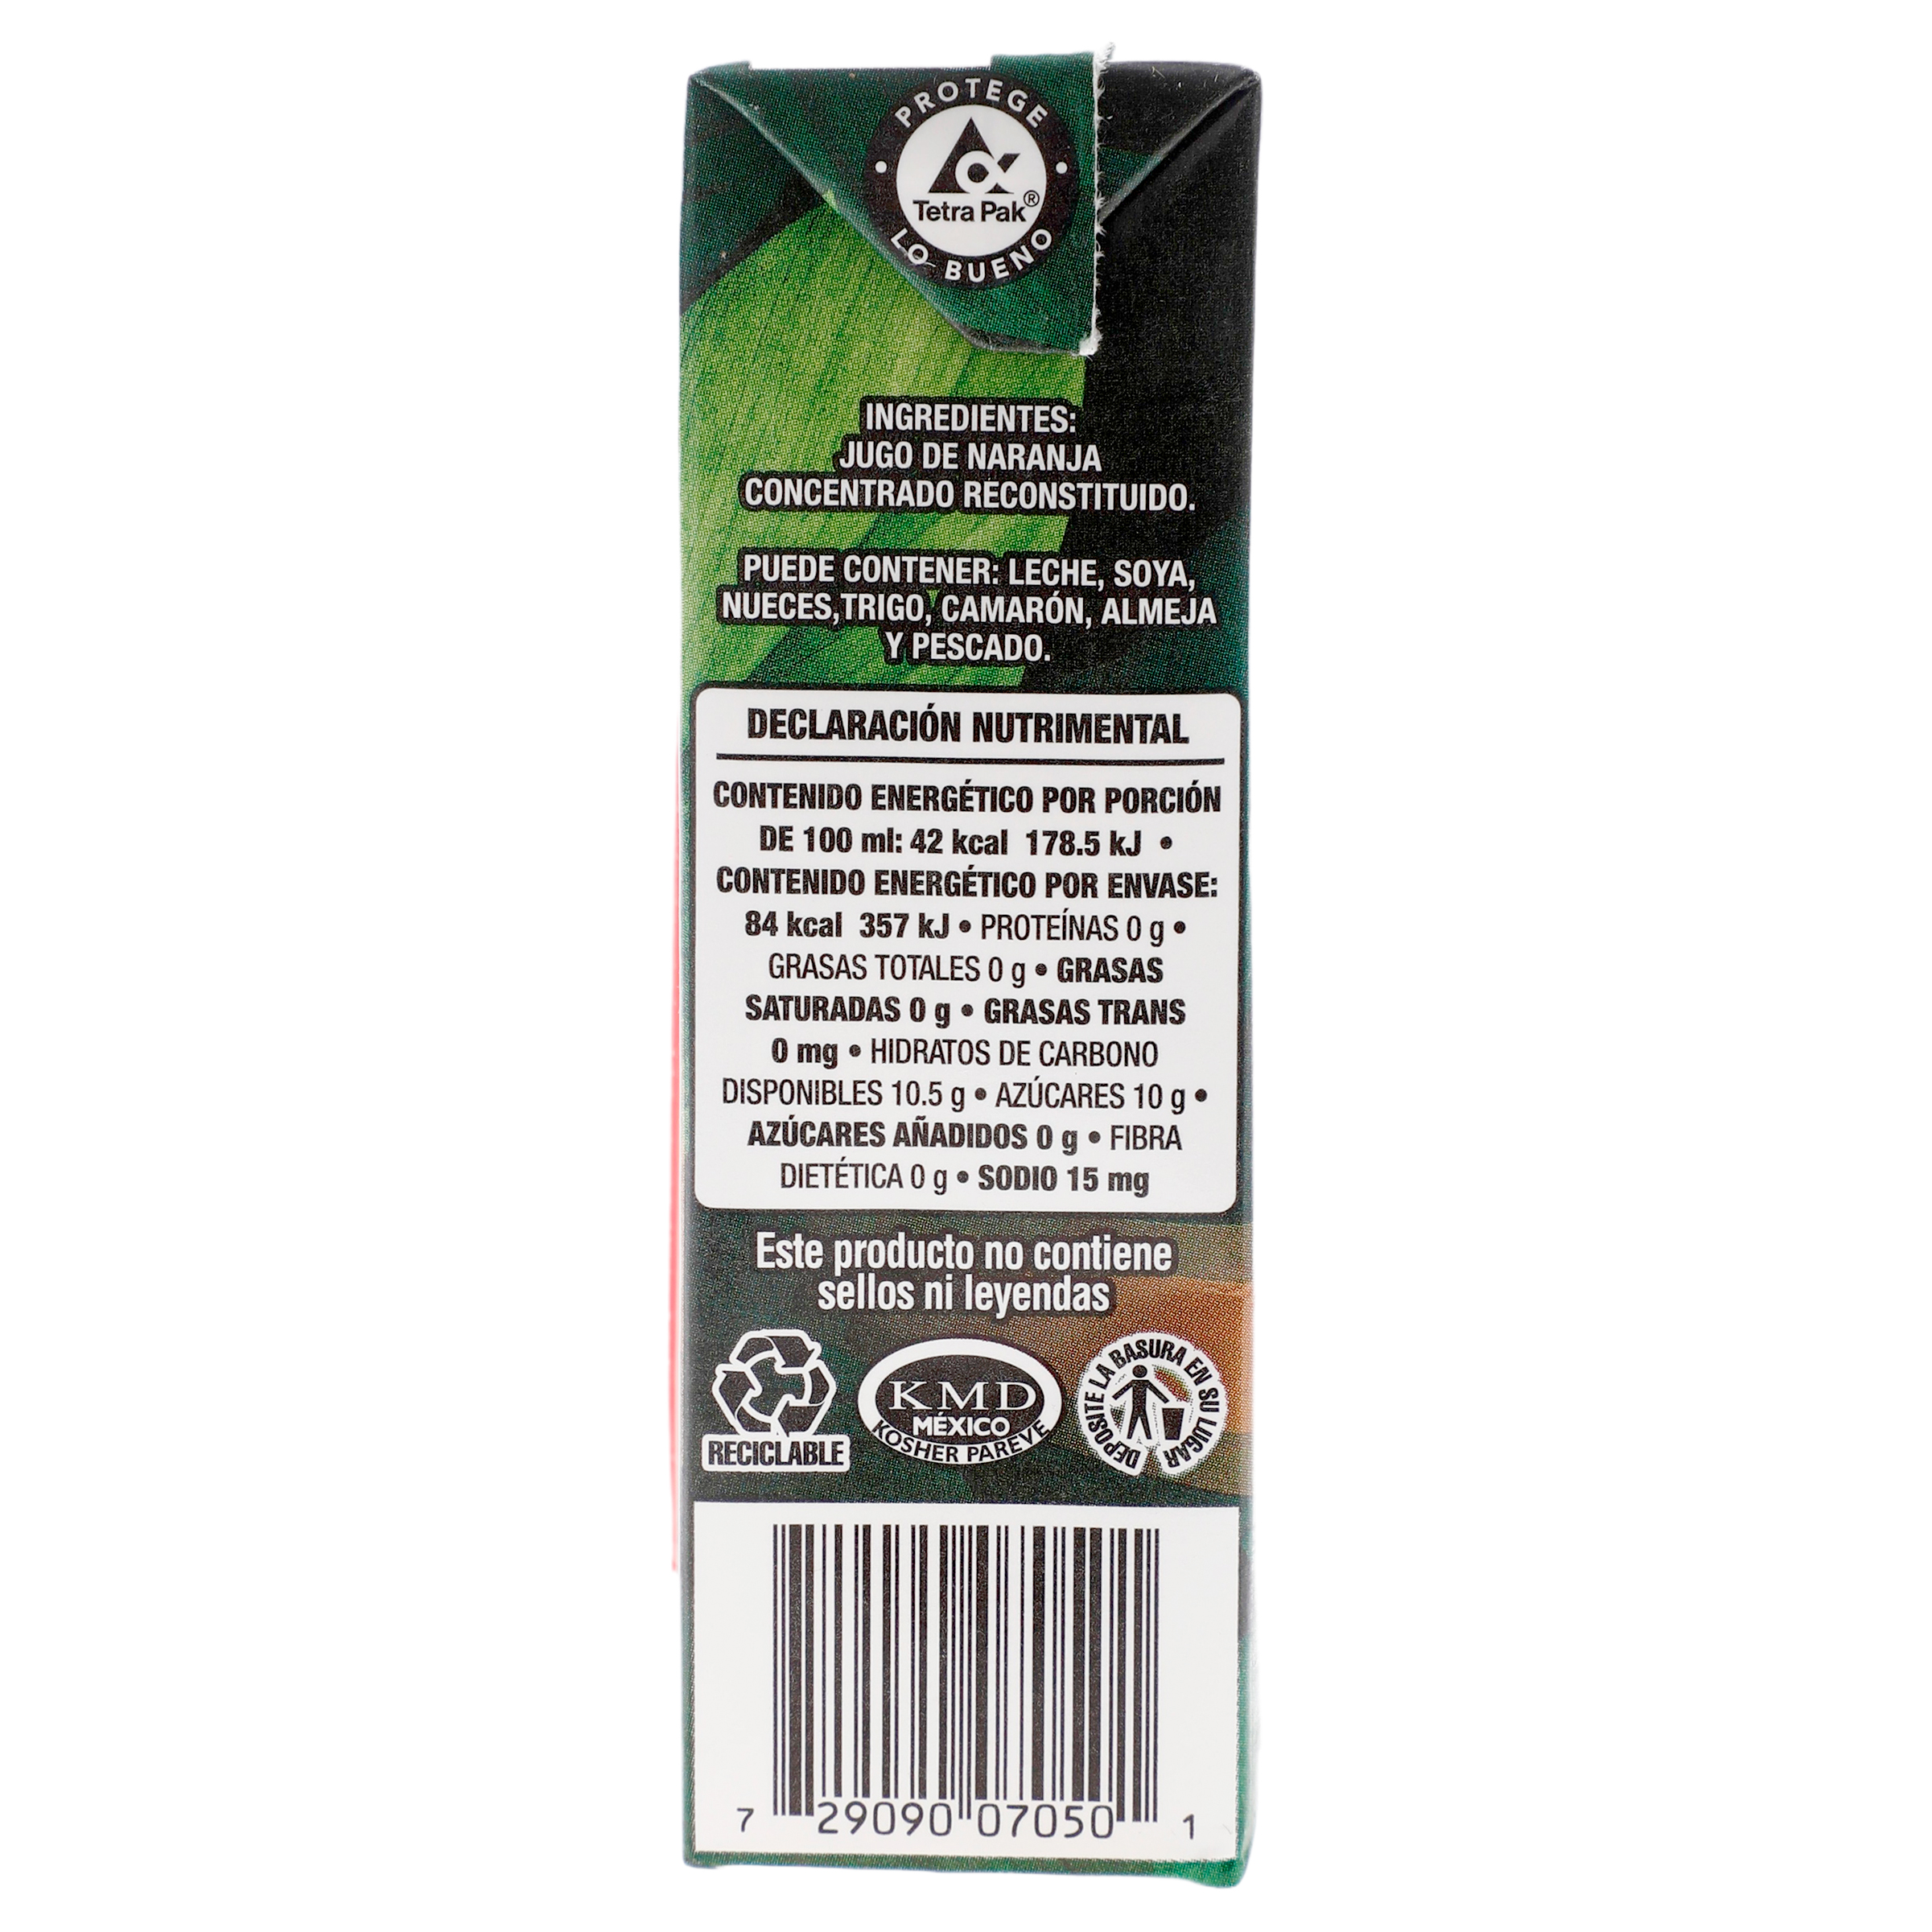 PROTEGE
Tetra Pak®
LO BUENO
INGREDIENTES:
JUGO DE NARANJA
CONCENTRADO RECONSTITUIDO.
PUEDE CONTENER: LECHE, SOYA,
NUECES,TRIGO, CAMARÓN, ALMEJA
Y PESCADO.
DECLARACIÓN NUTRIMENTAL
CONTENIDO ENERGÉTICO POR PORCIÓN
DE 100 ml: 42 kcal 178.5 kJ •
CONTENIDO ENERGÉTICO POR ENVASE:
84 kcal 357 kJ • PROTEÍNAS 0 g •
GRASAS TOTALES 0 g • GRASAS
SATURADAS 0 g • GRASAS TRANS
0 mg • HIDRATOS DE CARBONO
DISPONIBLES 10.5 g • AZÚCARES 10 g •
AZÚCARES AÑADIDOS 0 g • FIBRA
DIETÉTICA 0 g • SODIO 15 mg
Este producto no contiene
sellos ni leyendas
RECICLABLE
KMD
MÉXICO
KOSHER PAREVE
DEPOSITE LA BASURA EN SU LUGAR
7 29090 07050 1